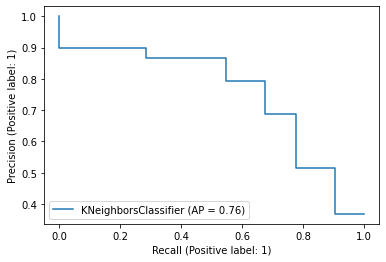 1.0
0.9
0.8
0.7
0.6
0.5
0.4
Precision (Positive label: 1)
KNeighborsClassifier (AP = 0.76)
0.0 0.2 0.4 0.6 0.8 1.0
Recall (Positive label: 1)